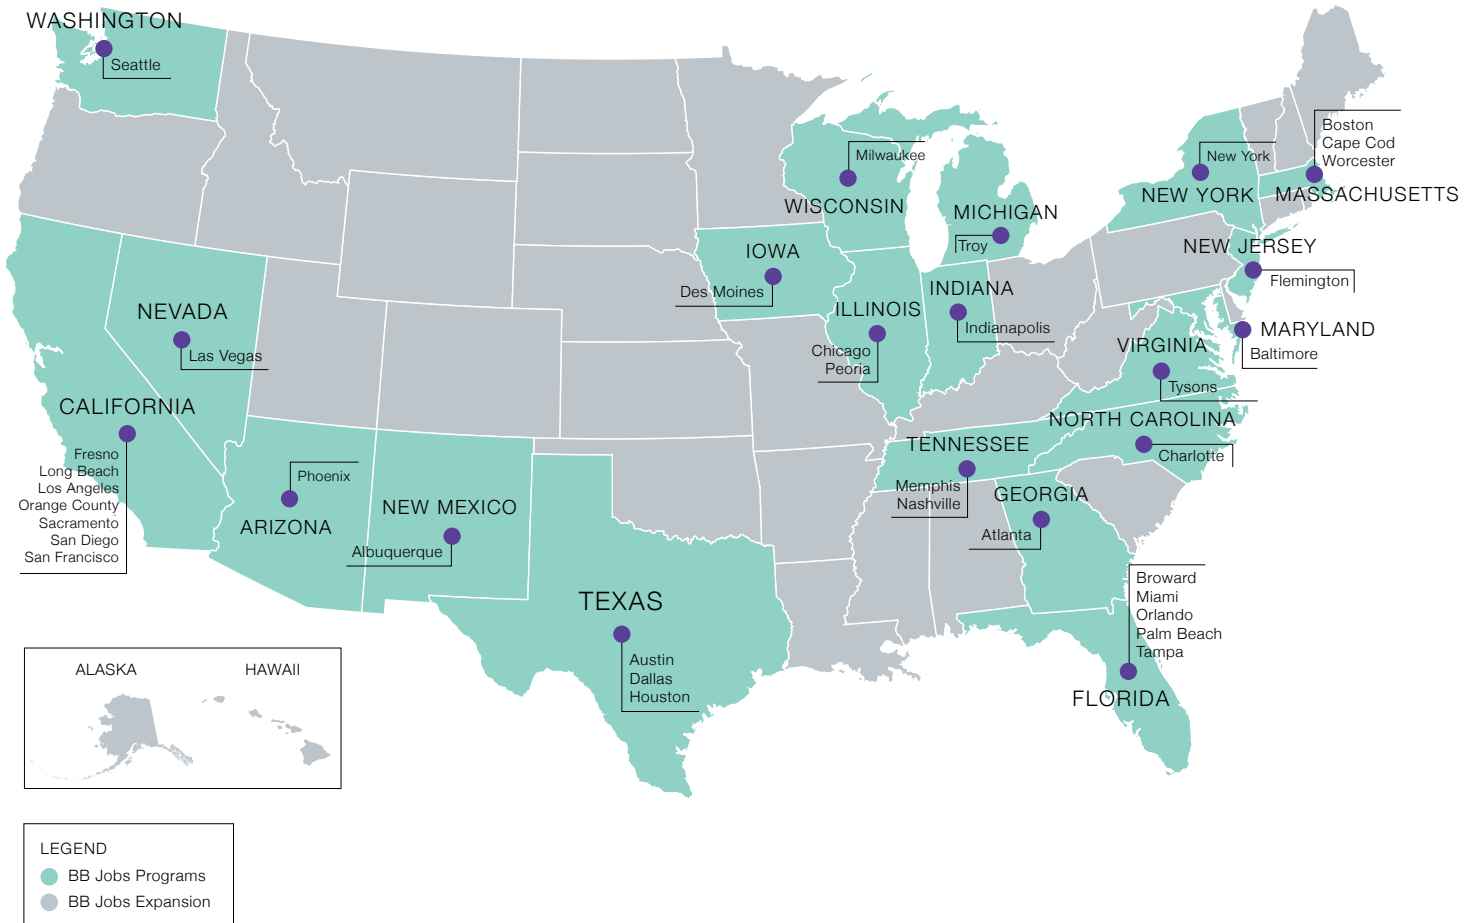 WASHINGTON
Seattle
NEVADA
Las Vegas
CALIFORNIA
Fresno
Long Beach
Los Angeles
Orange County
Sacramento
San Diego
San Francisco
Phoenix
ARIZONA
NEW MEXICO
Albuquerque
TEXAS
Austin
Dallas
Houston
Milwaukee
WISCONSIN
IOWA
Des Moines
MICHIGAN
Troy
ILLINOIS
Chicago
Peoria
INDIANA
Indianapolis
TENNESSEE
Memphis
Nashville
GEORGIA
Atlanta
Broward
Miami
Orlando
Palm Beach
Tampa
FLORIDA
New York
NEW YORK
Boston
Cape Cod
Worcester
MASSACHUSETTS
NEW JERSEY
Flemington
MARYLAND
Baltimore
VIRGINIA
Tysons
NORTH CAROLINA
Charlotte
ALASKA
HAWAII
LEGEND
BB Jobs Programs
BB Jobs Expansion